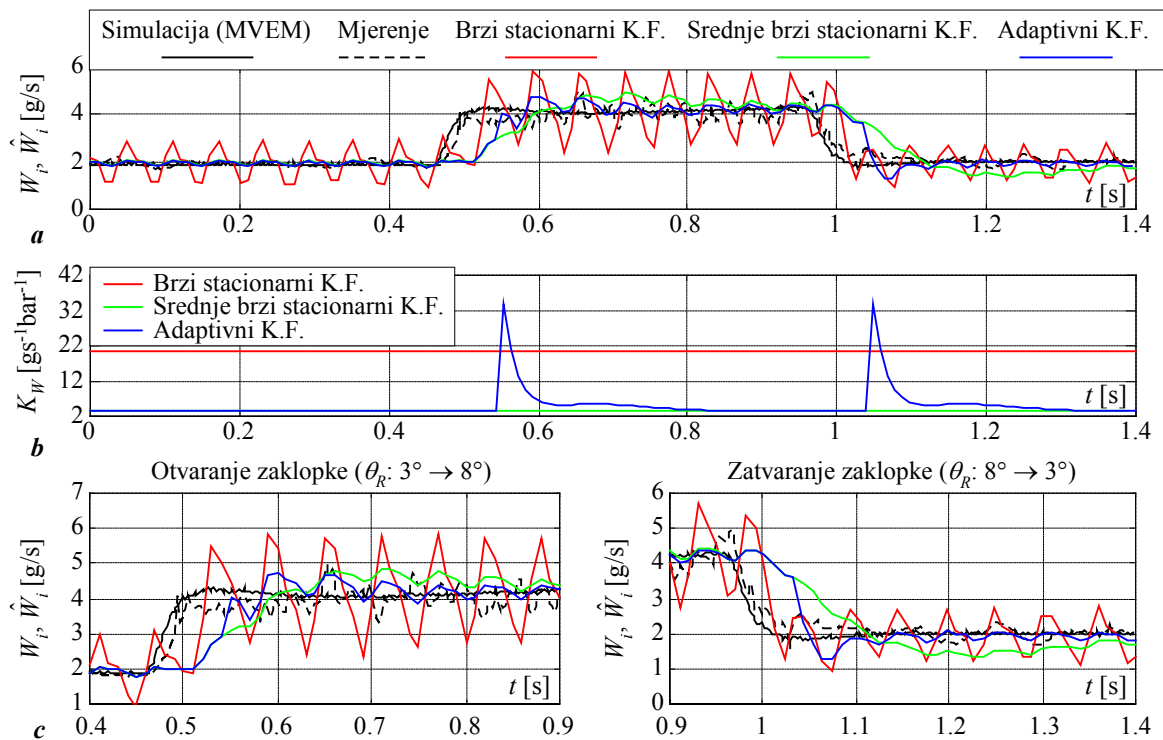 Simulacija (MVEM) Mjerenje Brzi stacionarni K.F. Srednje brzi stacionarni K.F. Adaptivni K.F.
6
4
2
0
W_i, Ŵ_i [g/s]
t [s]
0 0.2 0.4 0.6 0.8 1 1.2 1.4
a
42
32
22
12
2
K_W [gs⁻¹bar⁻¹]
Brzi stacionarni K.F.
Srednje brzi stacionarni K.F.
Adaptivni K.F.
t [s]
0 0.2 0.4 0.6 0.8 1 1.2 1.4
b
Otvaranje zaklopke (θ_R: 3° → 8°)
7
6
5
4
3
2
1
W_i, Ŵ_i [g/s]
t [s]
0.4 0.5 0.6 0.7 0.8 0.9
c
Zatvaranje zaklopke (θ_R: 8° → 3°)
6
5
4
3
2
1
0
W_i, Ŵ_i [g/s]
t [s]
0.9 1 1.1 1.2 1.3 1.4